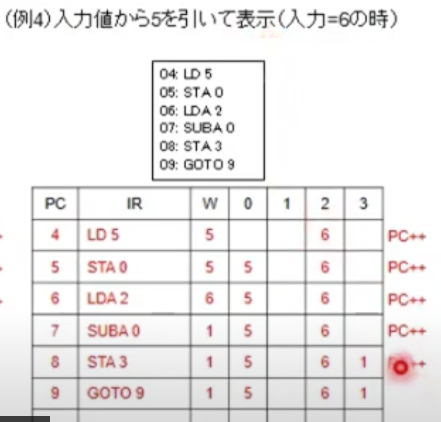 (例4)入力値から5を引いて表示(入力=6の時)
04: LD 5
05: STA 0
06: LDA 2
07: SUBA 0
08: STA 3
09: GOTO 9
PC IR W 0 1 2 3
4 LD 5 5 6 PC++
5 STA 0 5 5 6 PC++
6 LDA 2 6 5 6 PC++
7 SUBA 0 1 5 6 PC++
8 STA 3 1 5 6 1
9 GOTO 9 1 5 6 1